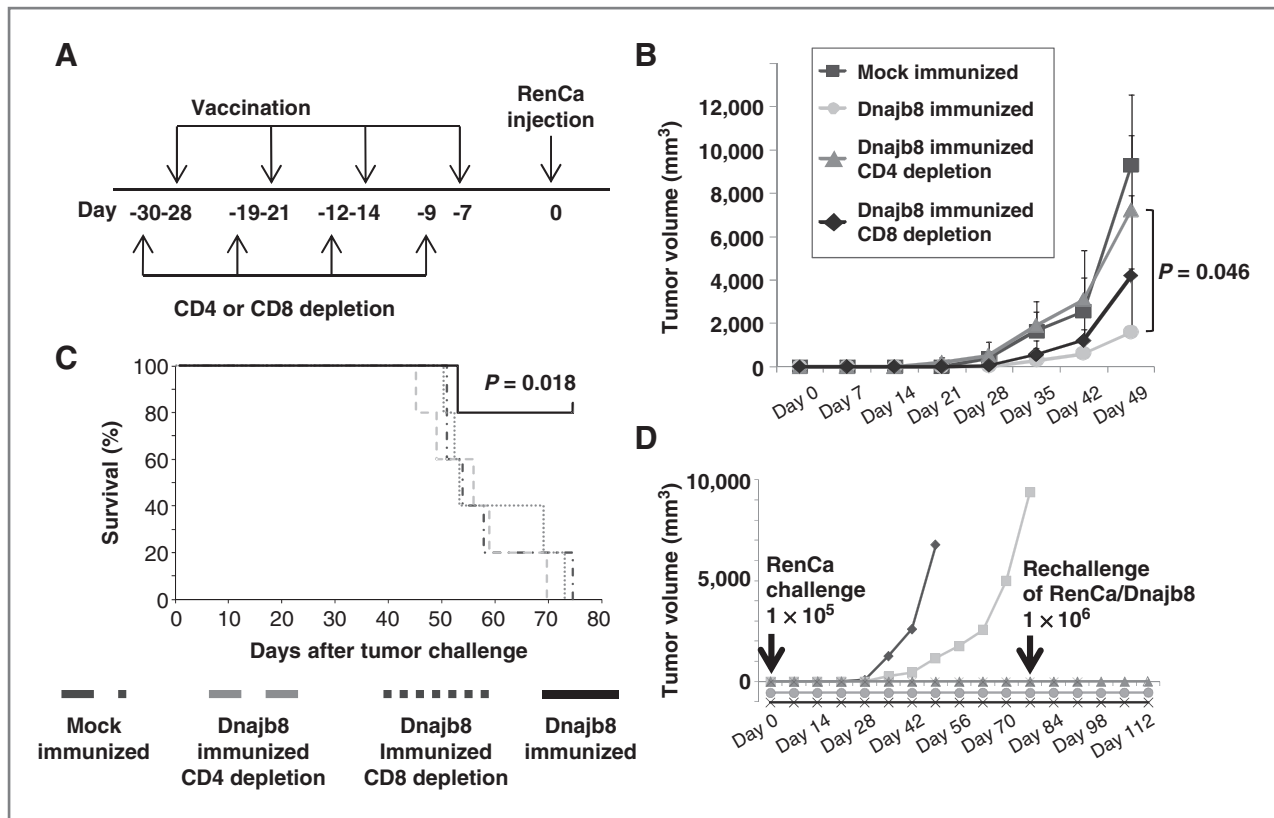 A
Vaccination
RenCa
injection
Day -30-28 -19-21 -12-14 -9 -7 0
CD4 or CD8 depletion
B
Mock immunized
Dnajb8 immunized
Dnajb8 immunized
CD4 depletion
Dnajb8 immunized
CD8 depletion
Tumor volume (mm³)
12,000
10,000
8,000
6,000
4,000
2,000
0
P = 0.046
Day 0 Day 7 Day 14 Day 21 Day 28 Day 35 Day 42 Day 49
C
Survival (%)
100
80
60
40
20
0
P = 0.018
0 10 20 30 40 50 60 70 80
Days after tumor challenge
Mock
immunized
Dnajb8
immunized
CD4 depletion
Dnajb8
Immunized
CD8 depletion
Dnajb8
immunized
D
Tumor volume (mm³)
10,000
5,000
0
RenCa
challenge
1 × 10⁵
Rechallenge
of RenCa/Dnajb8
1 × 10⁶
Day 0 Day 14 Day 28 Day 42 Day 56 Day 70 Day 84 Day 98 Day 112